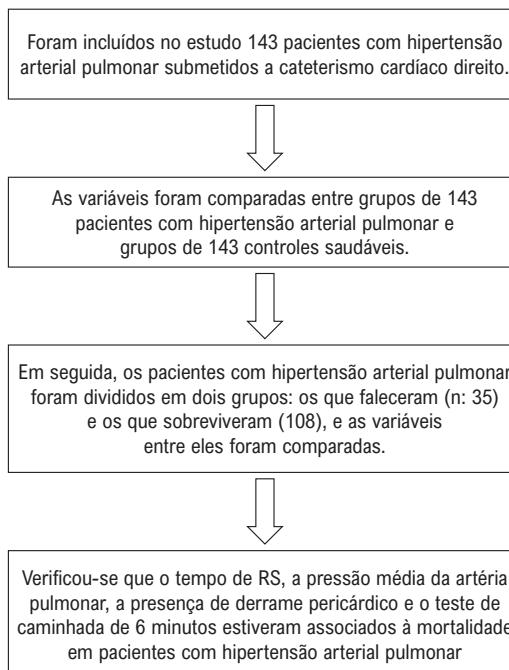 Foram incluídos no estudo 143 pacientes com hipertensão
arterial pulmonar submetidos a cateterismo cardíaco direito.
As variáveis foram comparadas entre grupos de 143
pacientes com hipertensão arterial pulmonar e
grupos de 143 controles saudáveis.
Em seguida, os pacientes com hipertensão arterial pulmonar
foram divididos em dois grupos: os que faleceram (n: 35)
e os que sobreviveram (108), e as variáveis
entre eles foram comparadas.
Verificou-se que o tempo de RS, a pressão média da artéria
pulmonar, a presença de derrame pericárdico e o teste de
caminhada de 6 minutos estiveram associados à mortalidade
em pacientes com hipertensão arterial pulmonar